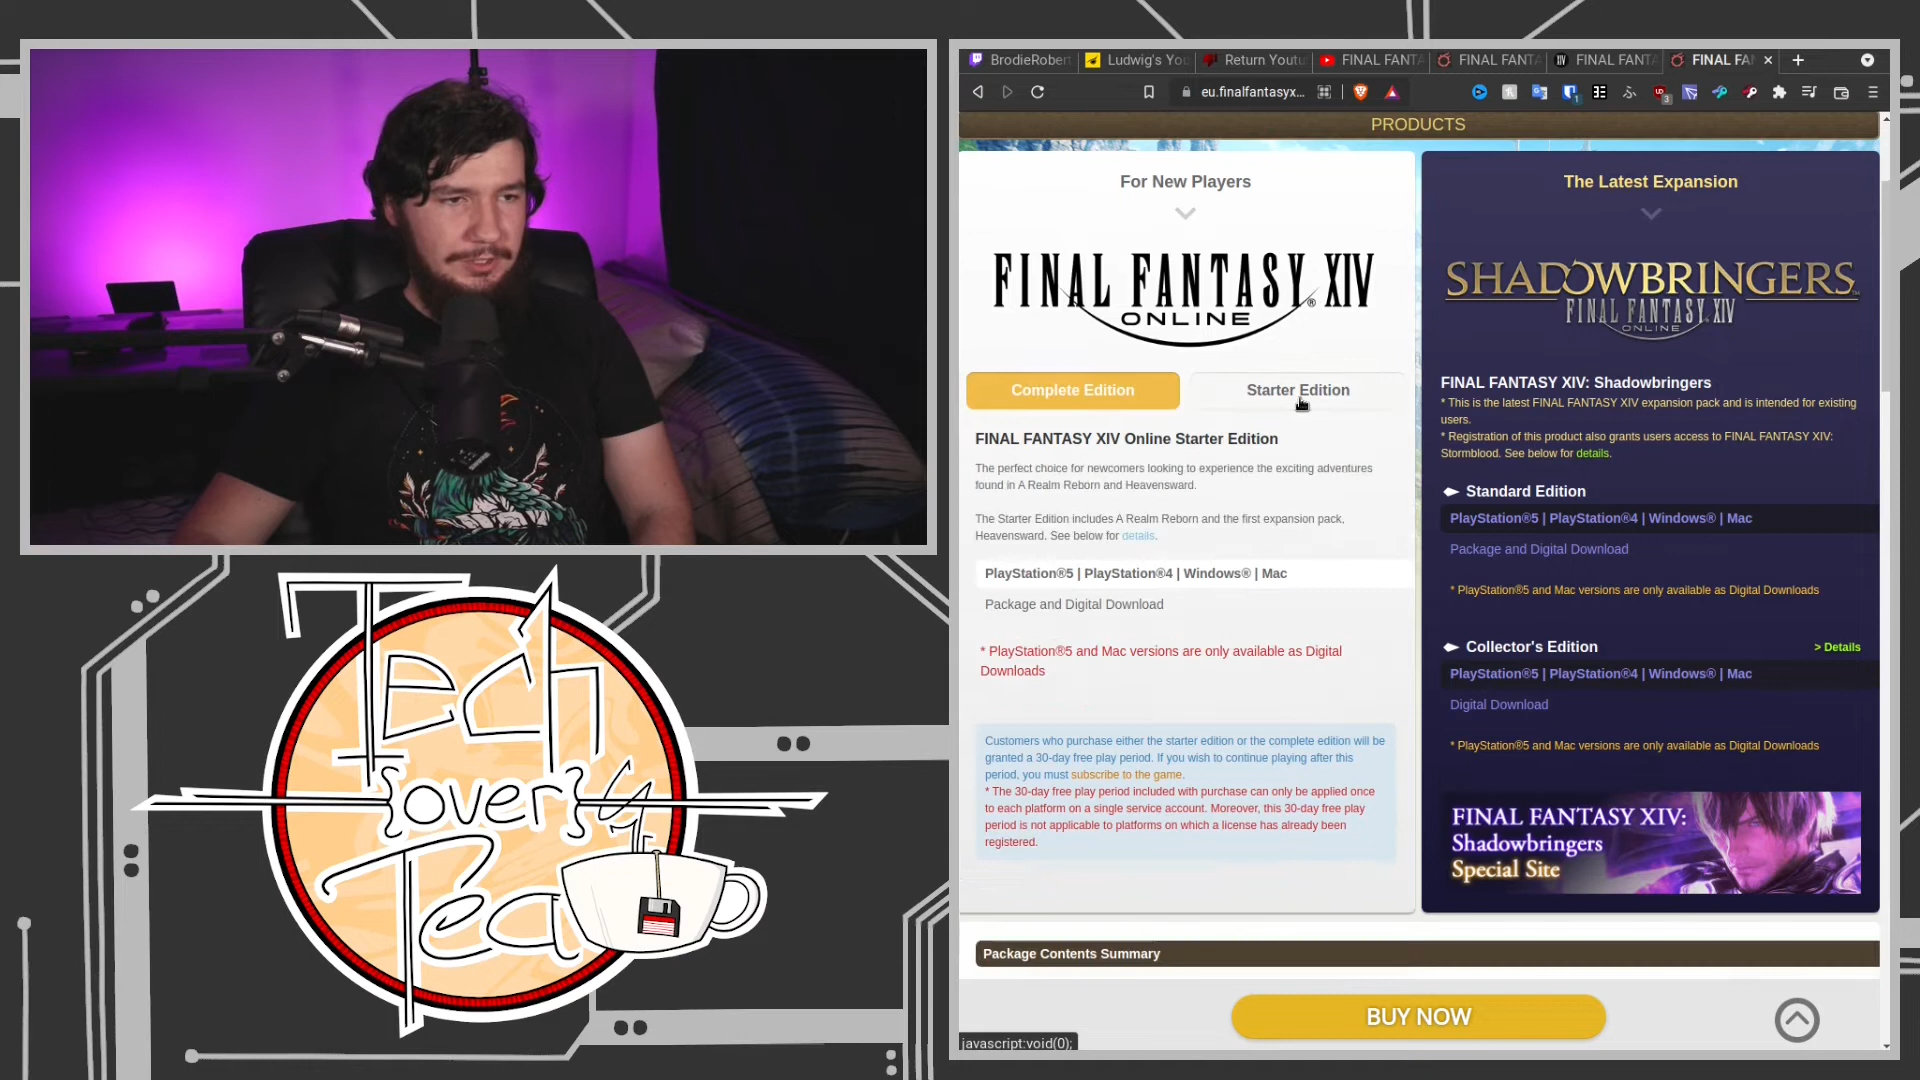 BrodieRobert
Ludwig's Yo
Return Youtu
FINAL FANTA
FINAL FANTA
FINAL FANTA
FINAL FAN
eu.finalfantasyx...
PRODUCTS
For New Players
FINAL FANTASY® XIV
ONLINE
Complete Edition
Starter Edition
FINAL FANTASY XIV Online Starter Edition
The perfect choice for newcomers looking to experience the exciting adventures
found in A Realm Reborn and Heavensward.
The Starter Edition includes A Realm Reborn and the first expansion pack,
Heavensward. See below for details.
PlayStation®5 | PlayStation®4 | Windows® | Mac
Package and Digital Download
* PlayStation®5 and Mac versions are only available as Digital
Downloads
Customers who purchase either the starter edition or the complete edition will be
granted a 30-day free play period. If you wish to continue playing after this
period, you must subscribe to the game.
* The 30-day free play period included with purchase can only be applied once
to each platform on a single service account. Moreover, this 30-day free play
period is not applicable to platforms on which a license has already been
registered.
The Latest Expansion
SHADOWBRINGERS™
FINAL FANTASY XIV
ONLINE
FINAL FANTASY XIV: Shadowbringers
* This is the latest FINAL FANTASY XIV expansion pack and is intended for existing
users.
* Registration of this product also grants users access to FINAL FANTASY XIV:
Stormblood. See below for details.
Standard Edition
PlayStation®5 | PlayStation®4 | Windows® | Mac
Package and Digital Download
* PlayStation®5 and Mac versions are only available as Digital Downloads
Collector's Edition
> Details
PlayStation®5 | PlayStation®4 | Windows® | Mac
Digital Download
* PlayStation®5 and Mac versions are only available as Digital Downloads
FINAL FANTASY XIV:
Shadowbringers
Special Site
Package Contents Summary
BUY NOW
javascript:void(0);
Tech
{over}
Tea